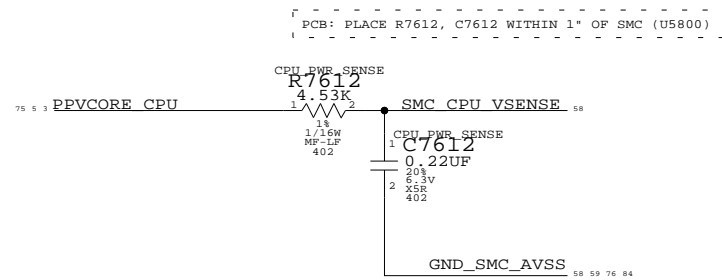 PCB: PLACE R7612, C7612 WITHIN 1" OF SMC (U5800)
CPU_PWR_SENSE
R7612
4.53K
75 5 3 PPVCORE_CPU
1 2
SMC_CPU_VSENSE 58
1%
1/16W
MF-LF
402
CPU_PWR_SENSE
1 C7612
0.22UF
20%
6.3V
2 X5R
402
GND_SMC_AVSS 58 59 76 84